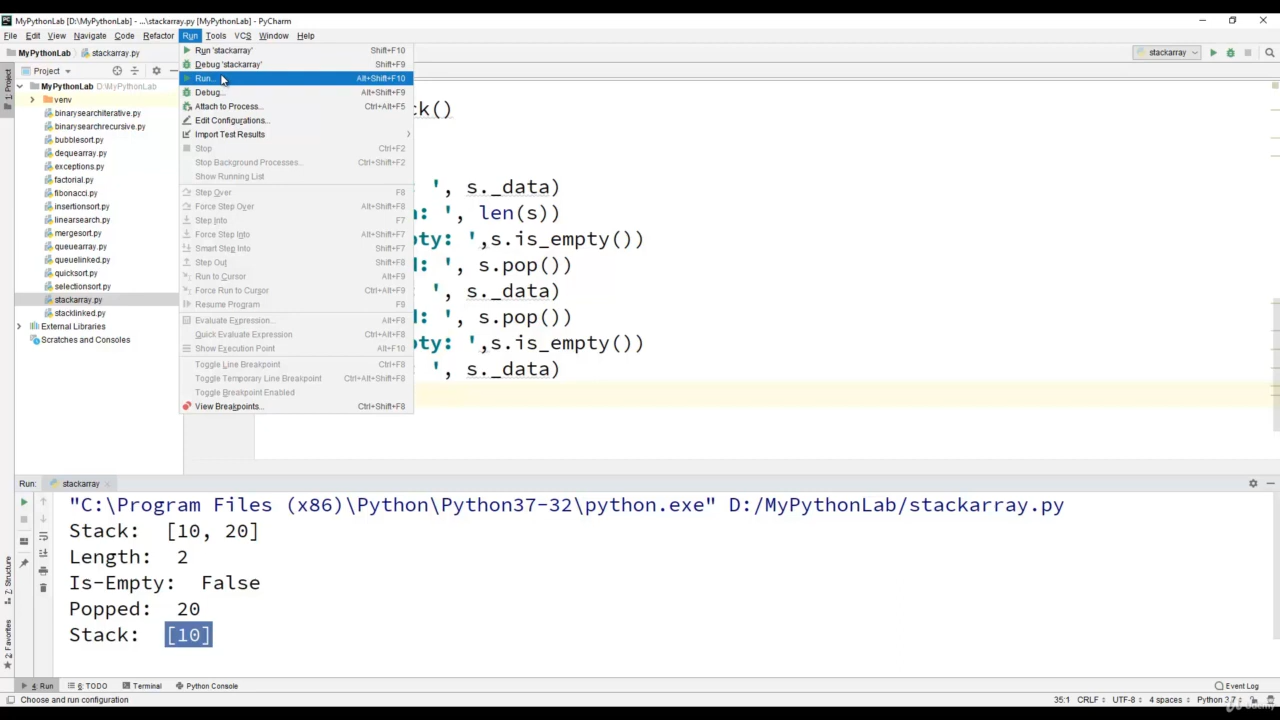 MyPythonLab [D:\MyPythonLab] - ...\stackarray.py [MyPythonLab] - PyCharm
File Edit View Navigate Code Refactor Run Tools VCS Window Help
MyPythonLab stackarray.py
stackarray
Project
1: Project
MyPythonLab D:\MyPythonLab
venv
binarysearchiterative.py
binarysearchrecursive.py
bubblesort.py
dequearray.py
exceptions.py
factorial.py
fibonacci.py
insertionsort.py
linearsearch.py
mergesort.py
queuearray.py
queuelinked.py
quicksort.py
selectionsort.py
stackarray.py
stacklinked.py
External Libraries
Scratches and Consoles
Run 'stackarray' Shift+F10
Debug 'stackarray' Shift+F9
Run... Alt+Shift+F10
Debug... Alt+Shift+F9
Attach to Process... Ctrl+Alt+F5
Edit Configurations...
Import Test Results
Stop Ctrl+F2
Stop Background Processes... Ctrl+Shift+F2
Show Running List
Step Over F8
Force Step Over Alt+Shift+F8
Step Into F7
Force Step Into Alt+Shift+F7
Smart Step Into Shift+F7
Step Out Shift+F8
Run to Cursor Alt+F9
Force Run to Cursor Ctrl+Alt+F9
Resume Program F9
Evaluate Expression... Alt+F8
Quick Evaluate Expression Ctrl+Alt+F8
Show Execution Point Alt+F10
Toggle Line Breakpoint Ctrl+F8
Toggle Temporary Line Breakpoint Ctrl+Alt+Shift+F8
Toggle Breakpoint Enabled
View Breakpoints... Ctrl+Shift+F8
ck()
', s._data)
: ', len(s))
ty: ',s.is_empty())
: ', s.pop())
', s._data)
: ', s.pop())
ty: ',s.is_empty())
', s._data)
Run: stackarray
"C:\Program Files (x86)\Python\Python37-32\python.exe" D:/MyPythonLab/stackarray.py
Stack: [10, 20]
Length: 2
Is-Empty: False
Popped: 20
Stack: [10]
7: Structure
2: Favorites
4: Run 6: TODO Terminal Python Console Event Log
Choose and run configuration 35:1 CRLF UTF-8 4 spaces Python 3.7